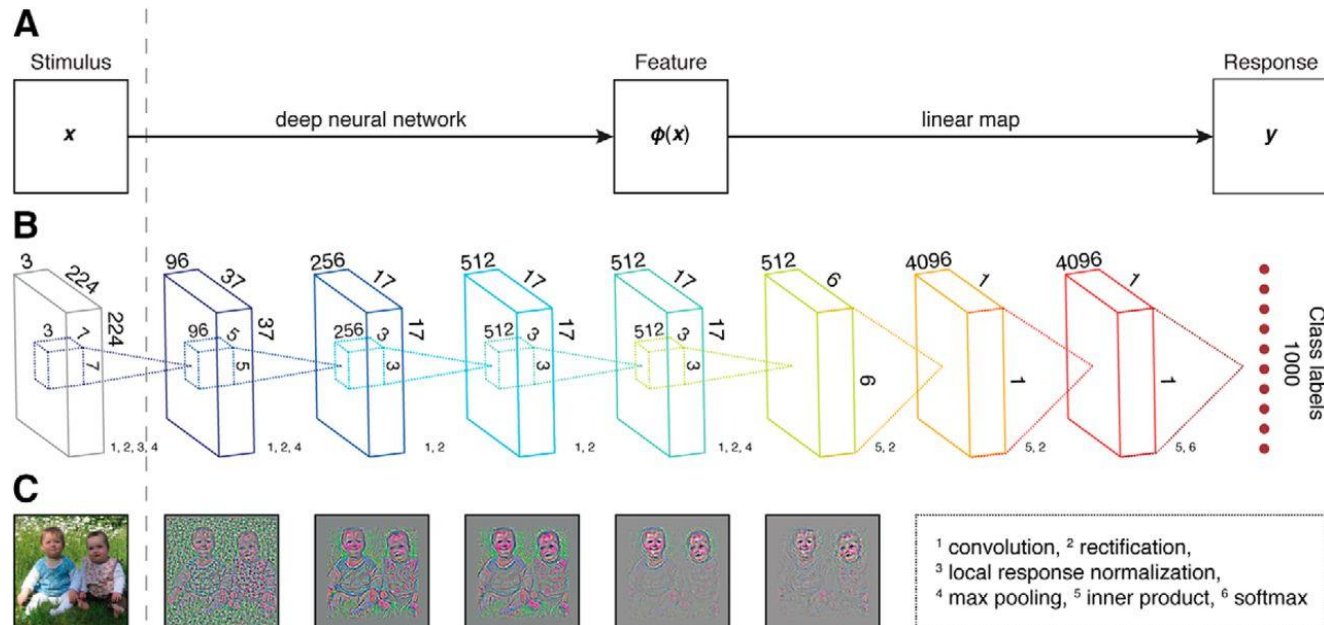 A
Stimulus Feature Response
x deep neural network ϕ(x) linear map y
B
3 224 224 3 7 7 1, 2, 3, 4
96 37 37 96 5 5 1, 2, 4
256 17 17 256 3 3 1, 2
512 17 17 512 3 3 1, 2
512 17 17 512 3 3 1, 2, 4
512 6 6 5, 2
4096 1 1 5, 2
4096 1 1 5, 6
1000
Class labels
C
1 convolution, 2 rectification,
3 local response normalization,
4 max pooling, 5 inner product, 6 softmax